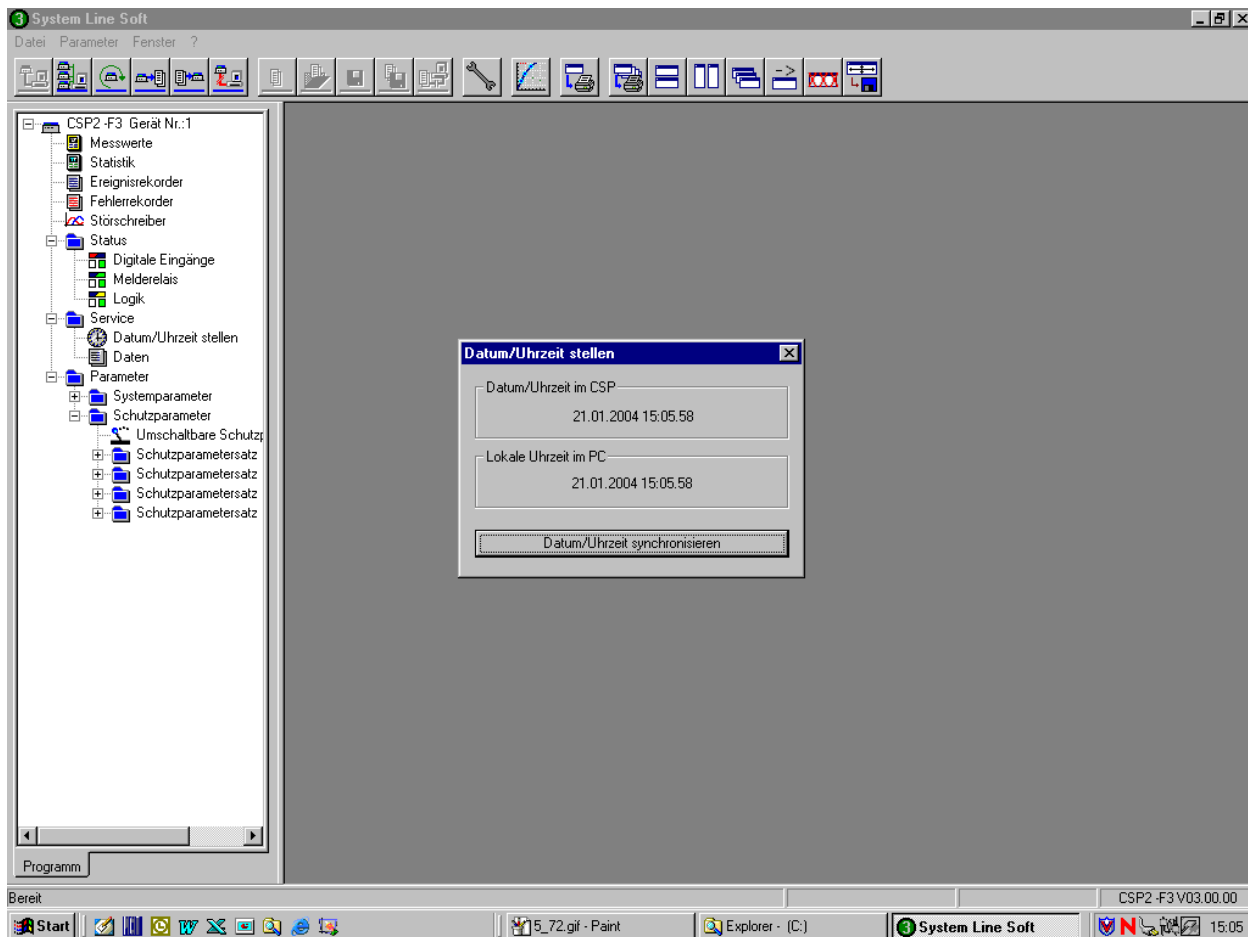 System Line Soft
Datei Parameter Fenster ?
CSP2 -F3 Gerät Nr.:1
Messwerte
Statistik
Ereignisrekorder
Fehlerrekorder
Störschreiber
Status
Digitale Eingänge
Melderelais
Logik
Service
Datum/Uhrzeit stellen
Daten
Parameter
Systemparameter
Schutzparameter
Umschaltbare Schutzp
Schutzparametersatz
Schutzparametersatz
Schutzparametersatz
Schutzparametersatz
Programm
Datum/Uhrzeit stellen
Datum/Uhrzeit im CSP
21.01.2004 15:05.58
Lokale Uhrzeit im PC
21.01.2004 15:05.58
Datum/Uhrzeit synchronisieren
Bereit
CSP2 -F3 V03.00.00
Start
15_72.gif - Paint
Explorer - (C:)
System Line Soft
15:05